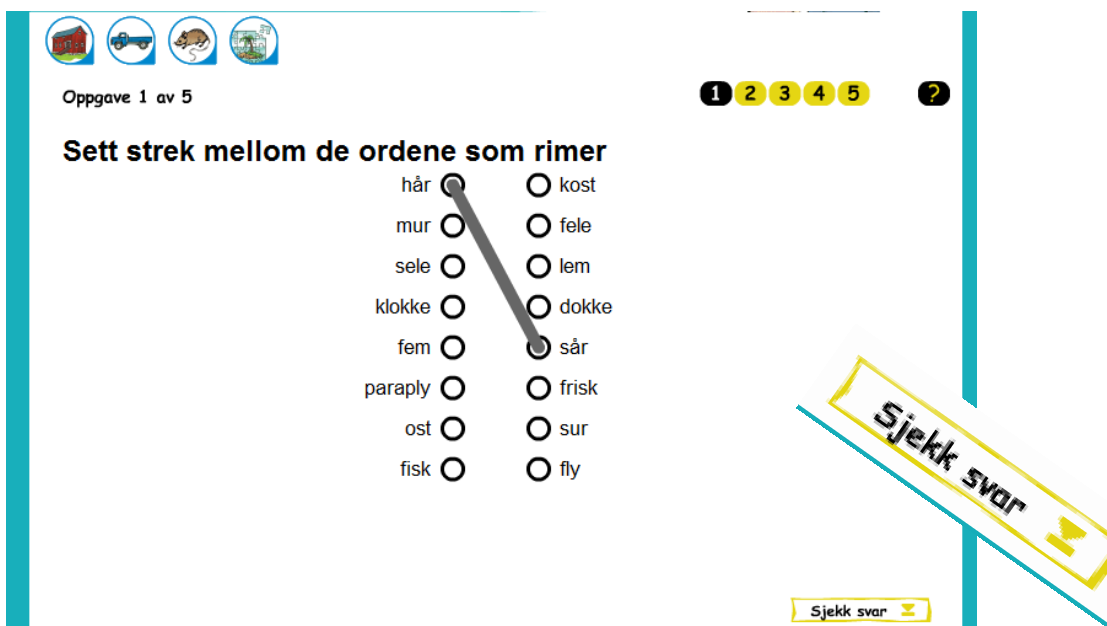 Oppgave 1 av 5
1 2 3 4 5 ?
Sett strek mellom de ordene som rimer
hår kost
mur fele
sele lem
klokke dokke
fem sår
paraply frisk
ost sur
fisk fly
Sjekk svar
Sjekk svar